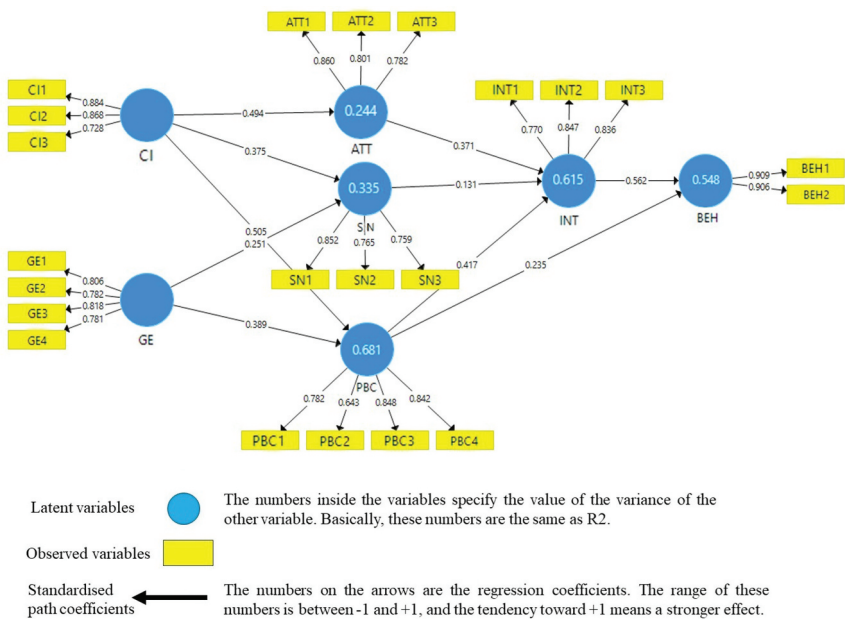 ATT1 ATT2 ATT3
0.860 0.801 0.782
CI1 CI2 CI3
0.884 0.868 0.728
CI
0.494
0.244
ATT
INT1 INT2 INT3
0.770 0.847 0.836
0.375
0.371
0.335
SN
0.131
0.615
INT
0.562
0.548
BEH
0.909 BEH1
0.906 BEH2
0.505
0.251
0.852 0.765 0.759
SN1 SN2 SN3
0.417
0.235
GE1 0.806
GE2 0.782
GE3 0.818
GE4 0.781
GE
0.389
0.681
PBC
0.782 0.643 0.848 0.842
PBC1 PBC2 PBC3 PBC4
Latent variables
The numbers inside the variables specify the value of the variance of the
other variable. Basically, these numbers are the same as R2.
Observed variables
Standardised
path coefficients
The numbers on the arrows are the regression coefficients. The range of these
numbers is between -1 and +1, and the tendency toward +1 means a stronger effect.